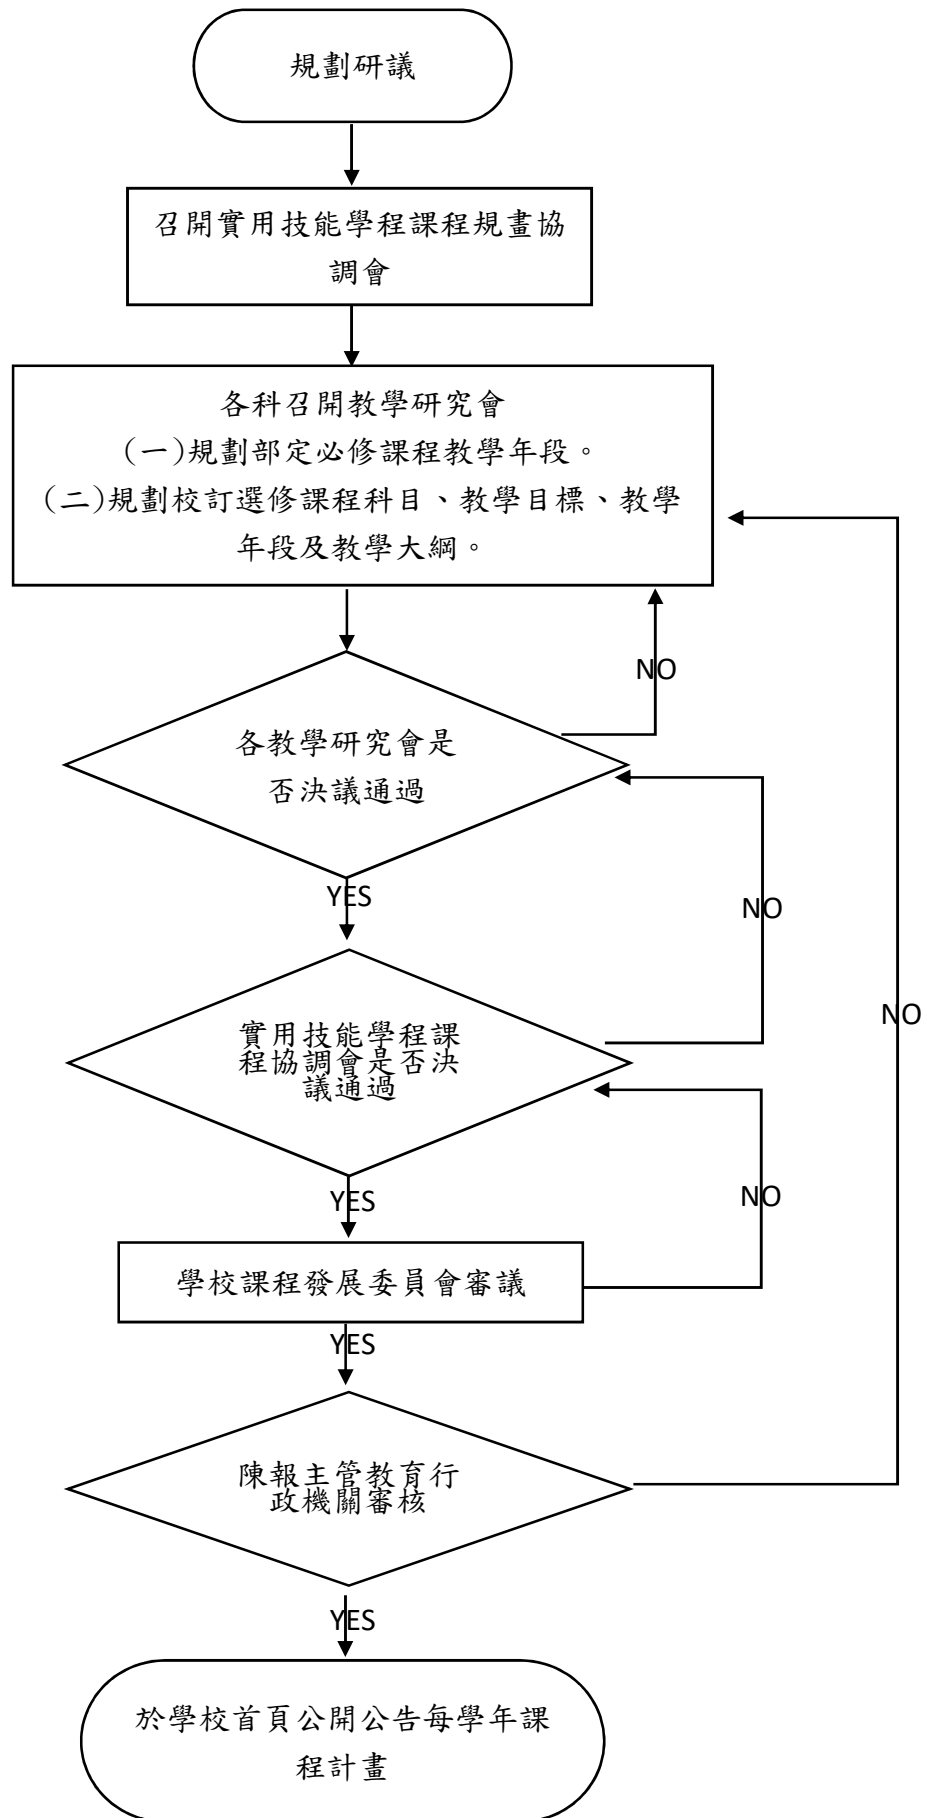 規劃研議
召開實用技能學程課程規畫協
調會
各科召開教學研究會
(一)規劃部定必修課程教學年段。
(二)規劃校訂選修課程科目、教學目標、教學
年段及教學大綱。
NO
各教學研究會是
否決議通過
YES
NO
實用技能學程課
程協調會是否決
議通過
NO
YES
NO
學校課程發展委員會審議
YES
陳報主管教育行
政機關審核
YES
於學校首頁公開公告每學年課
程計畫